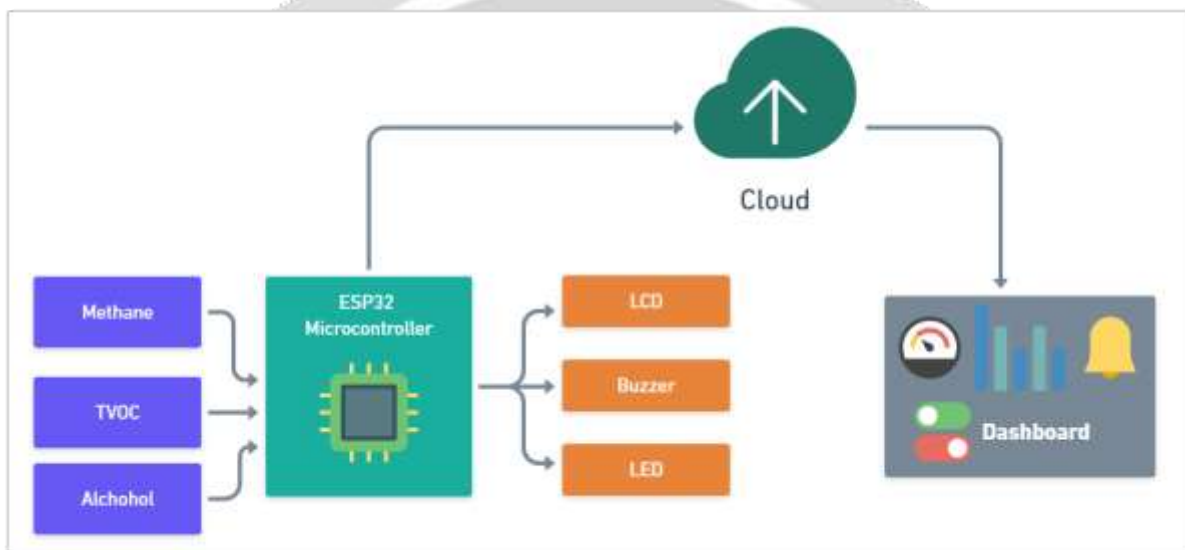 Cloud
Methane
TVOC
Alchohol
ESP32
Microcontroller
LCD
Buzzer
LED
Dashboard